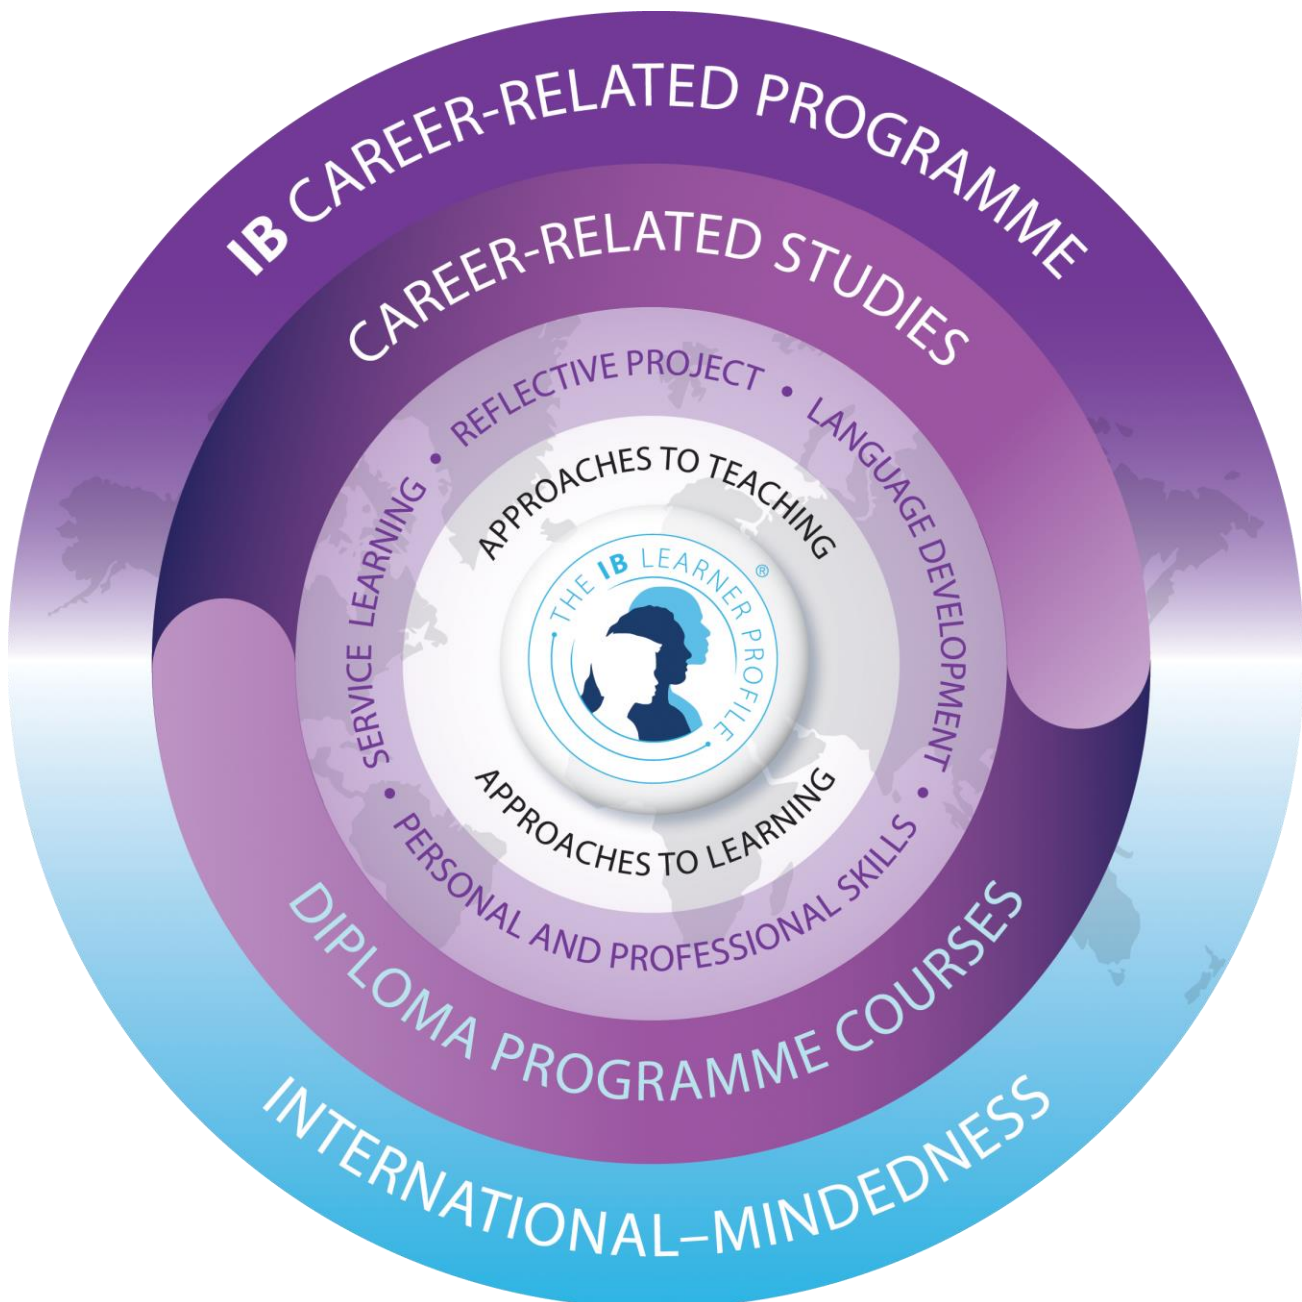 IB CAREER-RELATED PROGRAMME
CAREER-RELATED STUDIES
SERVICE LEARNING • REFLECTIVE PROJECT • LANGUAGE DEVELOPMENT • PERSONAL AND PROFESSIONAL SKILLS •
APPROACHES TO TEACHING
THE IB LEARNER PROFILE ®
APPROACHES TO LEARNING
DIPLOMA PROGRAMME COURSES
INTERNATIONAL–MINDEDNESS